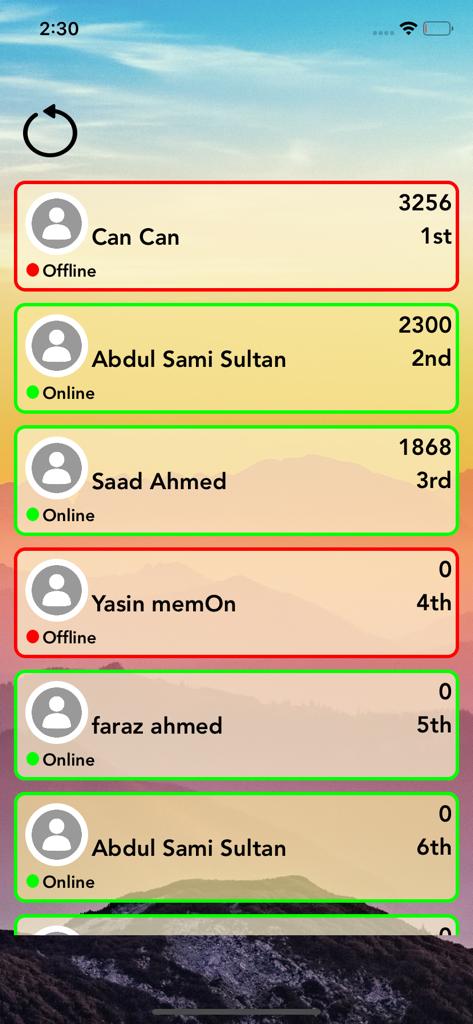 2:30
3256
Can Can
1st
Offline
2300
Abdul Sami Sultan
2nd
Online
1868
Saad Ahmed
3rd
Online
0
Yasin memOn
4th
Offline
0
faraz ahmed
5th
Online
0
Abdul Sami Sultan
6th
Online